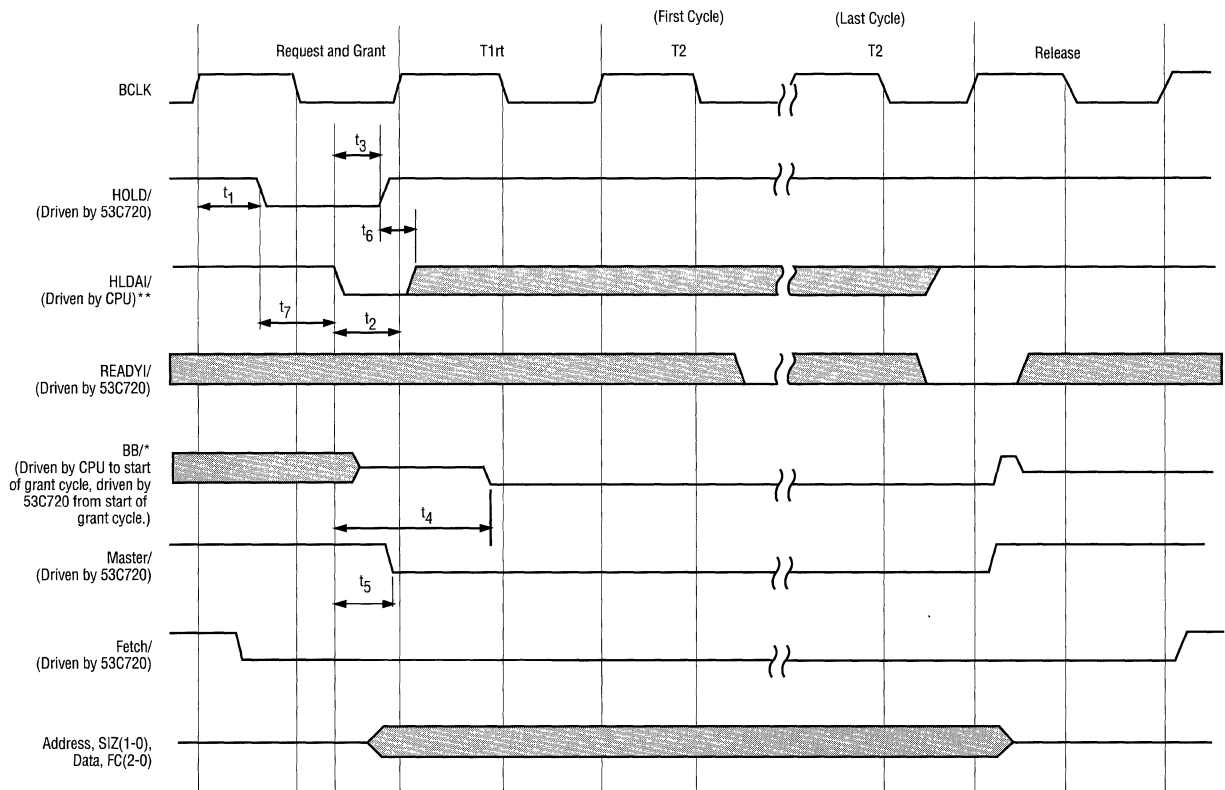 (First Cycle)
(Last Cycle)
Request and Grant
T1rt
T2
T2
Release
BCLK
t3
HOLD/
(Driven by 53C720)
t1
t6
HLDAI/
(Driven by CPU)**
t7
t2
READYI/
(Driven by 53C720)
BB/*
(Driven by CPU to start
of grant cycle, driven by
53C720 from start of
grant cycle.)
t4
Master/
(Driven by 53C720)
t5
Fetch/
(Driven by 53C720)
Address, SIZ(1-0),
Data, FC(2-0)